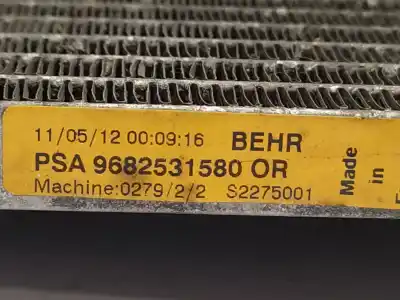 11/05/12 00:09:16 BEHR
PSA 9682531580 OR
Machine:0279/2/2 S2275001
Made
in